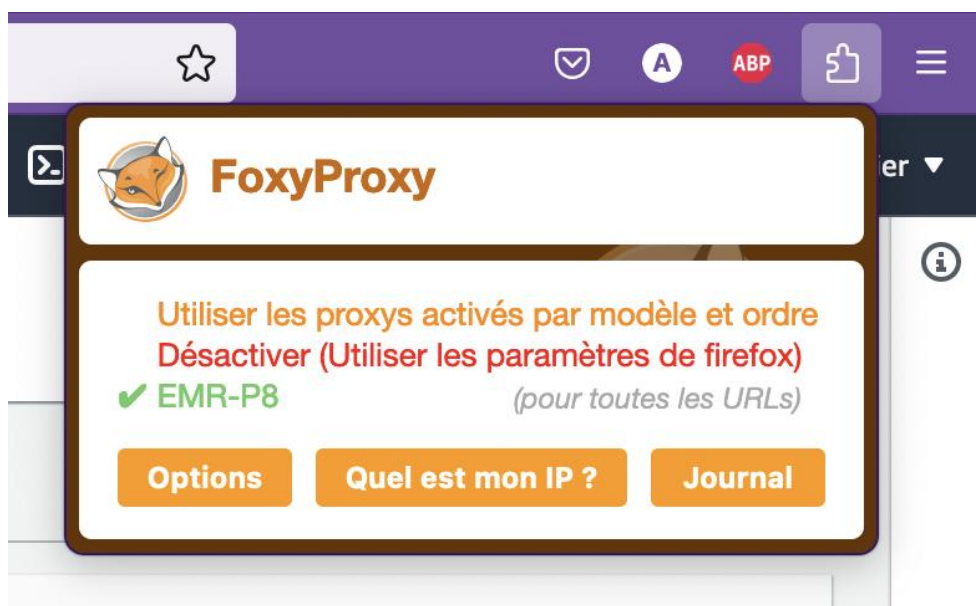 A
ABP
er ▼
FoxyProxy
Utiliser les proxys activés par modèle et ordre
Désactiver (Utiliser les paramètres de firefox)
✔ EMR-P8 (pour toutes les URLs)
Options Quel est mon IP ? Journal